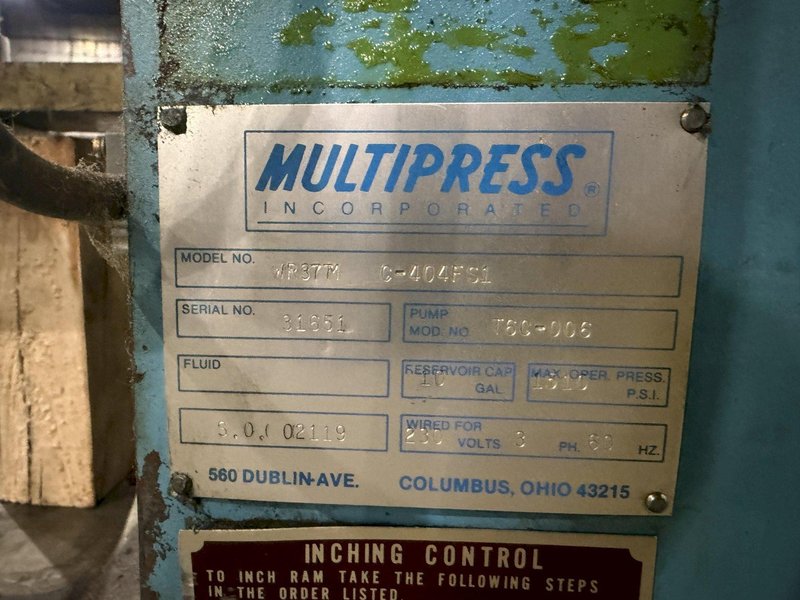 MULTIPRESS ®
INCORPORATED
MODEL NO. WR37TM C-404FS1
SERIAL NO. 31651
PUMP
MOD. NO. T6C-006
FLUID
RESERVOIR CAP.
10 GAL.
MAX. OPER. PRESS.
P.S.I.
S.O. 02119
WIRED FOR
230 VOLTS 3 PH. 60 HZ.
560 DUBLIN AVE. COLUMBUS, OHIO 43215
INCHING CONTROL
TO INCH RAM TAKE THE FOLLOWING STEPS
IN THE ORDER LISTED.